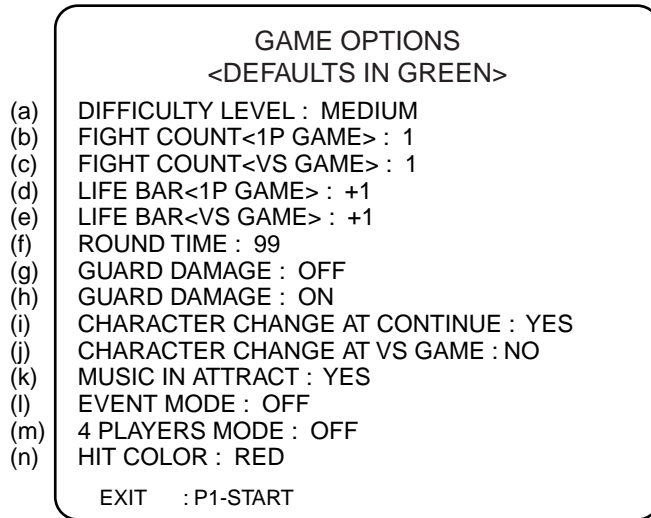 GAME OPTIONS
<DEFAULTS IN GREEN>
(a) DIFFICULTY LEVEL : MEDIUM
(b) FIGHT COUNT<1P GAME> : 1
(c) FIGHT COUNT<VS GAME> : 1
(d) LIFE BAR<1P GAME> : +1
(e) LIFE BAR<VS GAME> : +1
(f) ROUND TIME : 99
(g) GUARD DAMAGE : OFF
(h) GUARD DAMAGE : ON
(i) CHARACTER CHANGE AT CONTINUE : YES
(j) CHARACTER CHANGE AT VS GAME : NO
(k) MUSIC IN ATTRACT : YES
(l) EVENT MODE : OFF
(m) 4 PLAYERS MODE : OFF
(n) HIT COLOR : RED
EXIT : P1-START